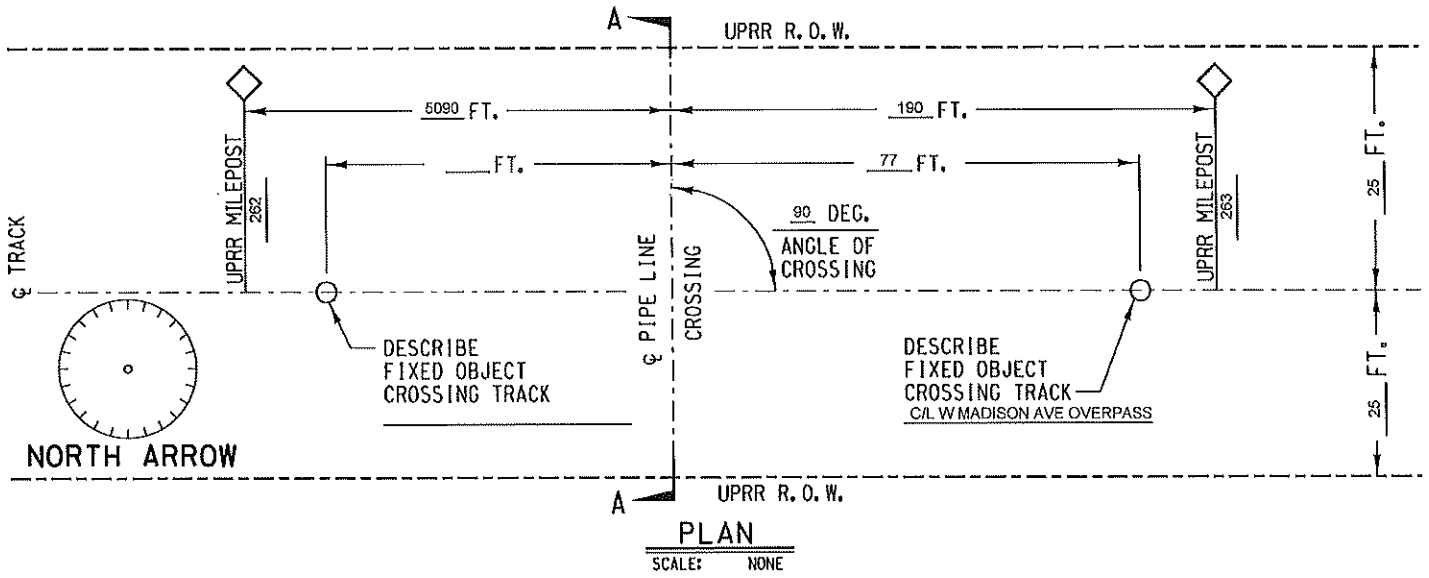 A
UPRR R.O.W.
5090 FT.
190 FT.
___ FT.
77 FT.
UPRR MILEPOST
262
UPRR MILEPOST
263
25 FT.
90 DEG.
ANGLE OF
CROSSING
℄ TRACK
℄ PIPE LINE
CROSSING
DESCRIBE
FIXED OBJECT
CROSSING TRACK
DESCRIBE
FIXED OBJECT
CROSSING TRACK
C/L W MADISON AVE OVERPASS
25 FT.
NORTH ARROW
A
UPRR R.O.W.
PLAN
SCALE: NONE